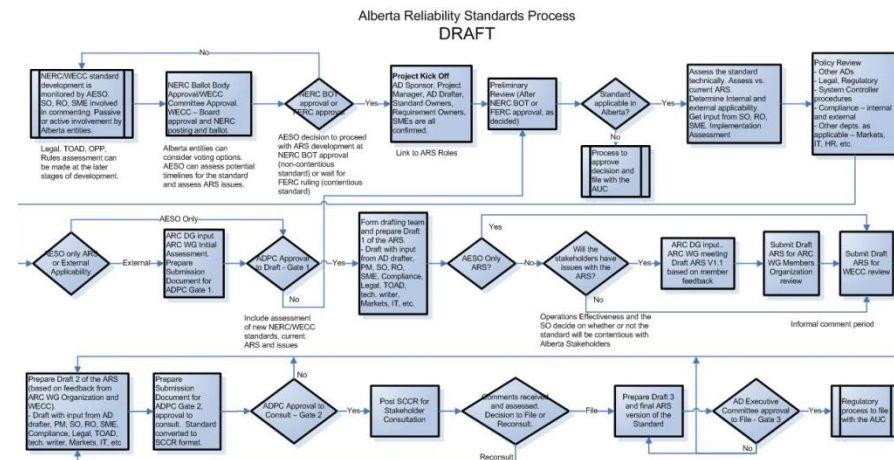 Alberta Reliability Standards Process
DRAFT
No
NERC/WECC standard
development is
monitored by AESO.
SO, RO, SME involved
in commenting. Passive
or active involvement by
Alberta entities.
NERC Ballot Body
Approval/WECC
Committee Approval.
WECC – Board
approval and NERC
posting and ballot.
NERC BOT
approval or
FERC approval
Yes
Project Kick Off
AD Sponsor, Project
Manager, AD Drafter,
Standard Owners,
Requirement Owners,
SMEs are all
confirmed.
Preliminary
Review (After
NERC BOT or
FERC approval, as
decided)
Standard
applicable in
Alberta?
Yes
Assess the standard
technically. Assess vs.
current ARS.
Determine Internal and
external applicability.
Get input from SO, RO,
SME. Implementation
Assessment
Policy Review
- Other ADs
- Legal, Regulatory
- System Controller
procedures
- Compliance – internal
and external
- Other depts. as
applicable – Markets,
IT, HR, etc.
Legal, TOAD, OPP,
Rules assessment can
be made at the later
stages of development.
Alberta entities can
consider voting options.
AESO can assess potential
timelines for the standard
and assess ARS issues.
AESO decision to proceed
with ARS development at
NERC BOT approval
(non-contentious
standard) or wait for
FERC ruling (contentious
standard)
Link to ARS Roles
No
Process to
approve
decision and
file with the
AUC
AESO Only
AESO only ARS
or External
Applicability
External
ARC DG input.
ARC WG Initial
Assessment.
Prepare
Submission
Document for
ADPC Gate 1.
ADPC Approval
to Draft - Gate 1
Yes
No
Include assessment
of new NERC/WECC
standards, current
ARS and issues
Form drafting team
and prepare Draft
1 of the ARS.
- Draft with input
from AD drafter,
PM, SO, RO,
SME, Compliance,
Legal, TOAD,
tech. writer,
Markets, IT, etc.
AESO Only
ARS?
Yes
No
Will the
stakeholders have
issues with the
ARS?
Yes
No
Operations Effectiveness and the
SO decide on whether or not the
standard will be contentious with
Alberta Stakeholders
ARC DG input..
ARC WG meeting
Draft ARS V1.1
based on member
feedback
Submit Draft
ARS for ARC
WG Members
Organization
review
Submit Draft
ARS for
WECC review
Informal comment period
Prepare Draft 2 of the ARS
(based on feedback from
ARC WG Organization and
WECC).
- Draft with input from AD
drafter, PM, SO, RO, SME,
Compliance, Legal, TOAD,
tech. writer, Markets, IT, etc
Prepare
Submission
Document for
ADPC Gate 2,
approval to
consult. Standard
converted to
SCCR format.
No
ADPC Approval to
Consult – Gate 2
Yes
Post SCCR for
Stakeholder
Consultation
Comments received
and assessed.
Decision to File or
Reconsult.
File
Reconsult
Prepare Draft 3
and final ARS
version of the
Standard
AD Executive
Committee approval
to File - Gate 3
Yes
No
Regulatory
process to file
with the AUC